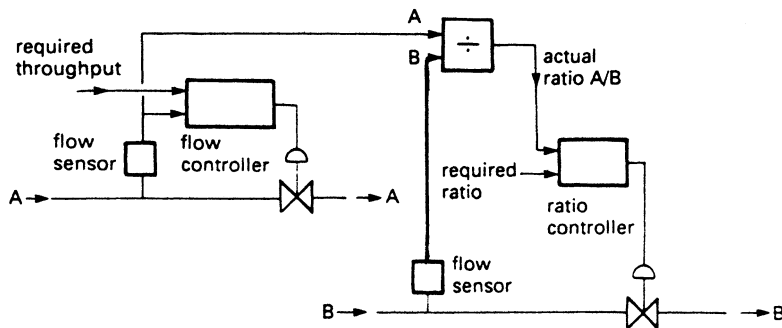 A
÷
B
actual
ratio A/B
required
throughput
flow
sensor
flow
controller
A
A
required
ratio
ratio
controller
flow
sensor
B
B